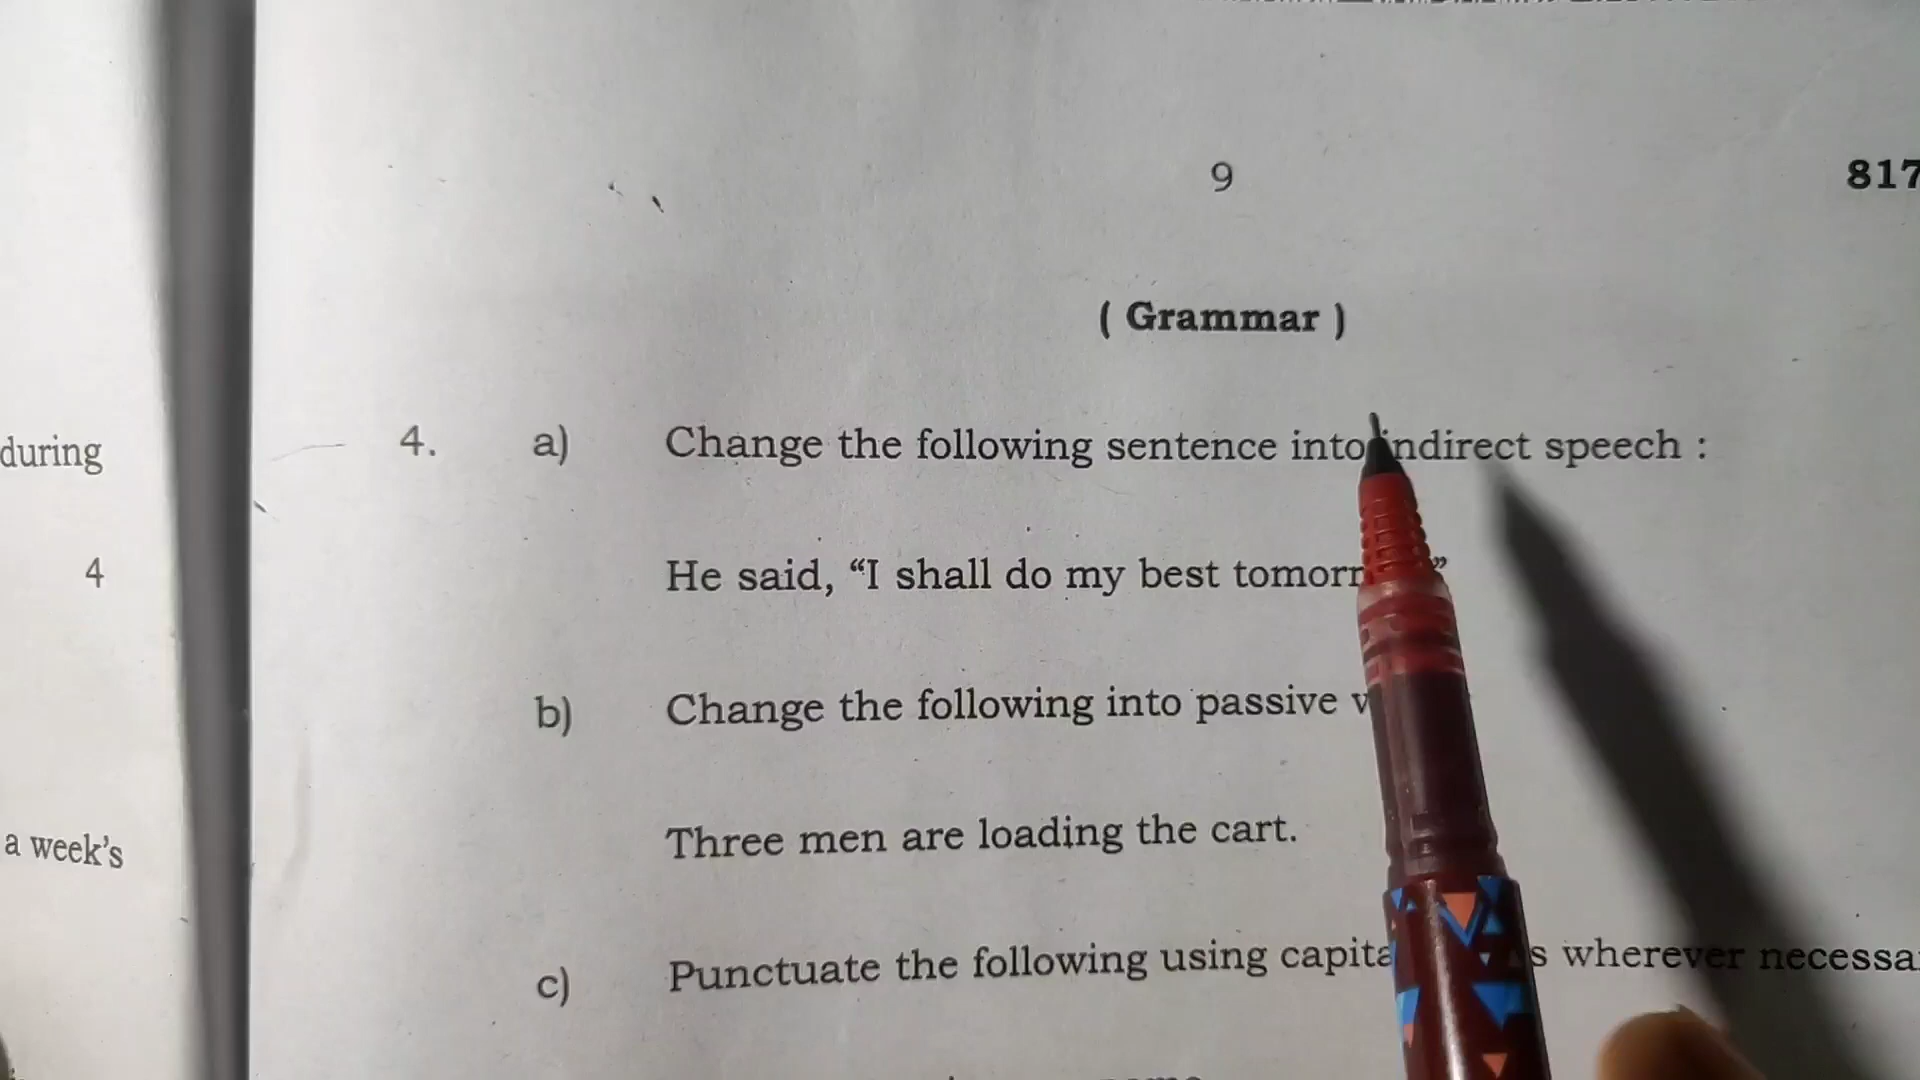 9
817
( Grammar )
during
4. a) Change the following sentence into indirect speech :
4
He said, “I shall do my best ”
b) Change the following into passive
Three men are loading the cart.
a week’s
c) Punctuate the following using wherever